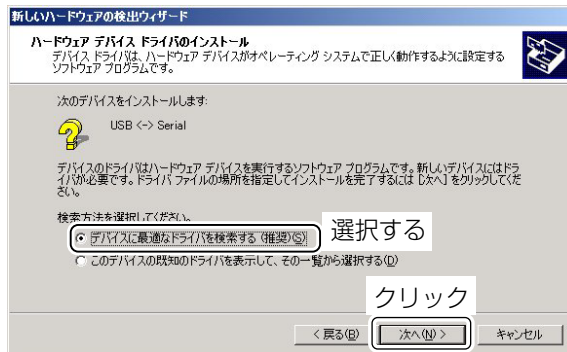 新しいハードウェアの検出ウィザード
ハードウェア デバイス ドライバのインストール
デバイス ドライバは、ハードウェア デバイスがオペレーティング システムで正しく動作するように設定する
ソフトウェア プログラムです。
次のデバイスをインストールします:
USB <-> Serial
デバイスのドライバはハードウェア デバイスを実行するソフトウェア プログラムです。新しいデバイスにはドラ
イバが必要です。ドライバ ファイルの場所を指定してインストールを完了するには [次へ] をクリックしてくだ
さい。
検索方法を選択してください。
デバイスに最適なドライバを検索する (推奨)(S) 選択する
このデバイスの既知のドライバを表示して、その一覧から選択する(D)
クリック
< 戻る(B) 次へ(N) > キャンセル